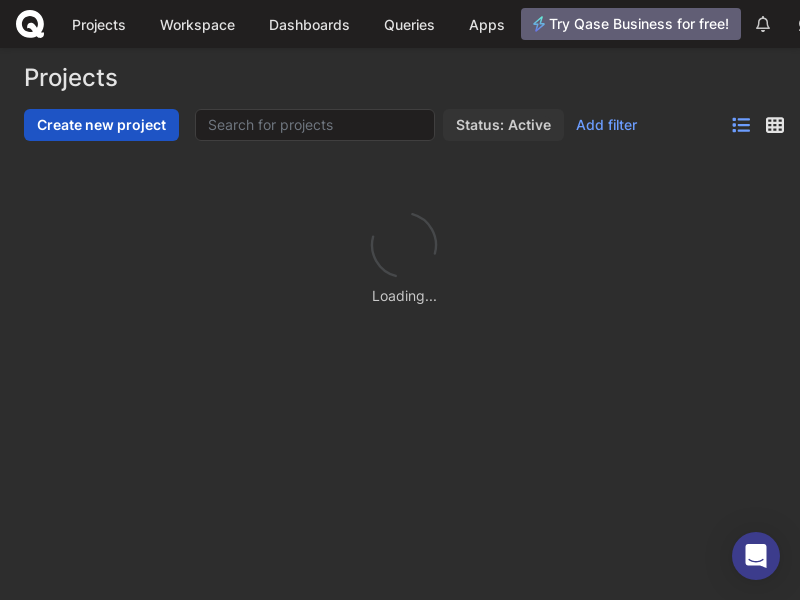 Projects Workspace Dashboards Queries Apps Try Qase Business for free!
Projects
Create new project Search for projects Status: Active Add filter
Loading...